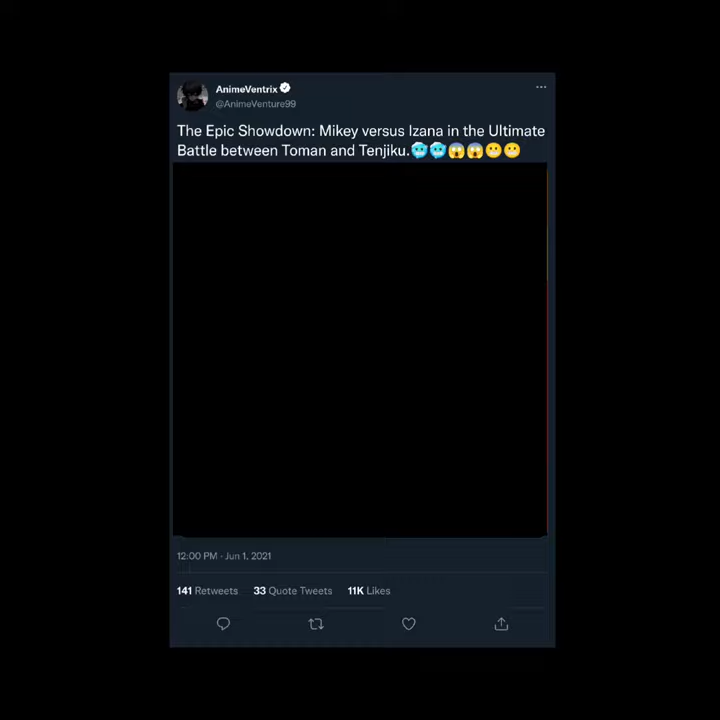 AnimeVentrix
@AnimeVenture99
The Epic Showdown: Mikey versus Izana in the Ultimate
Battle between Toman and Tenjiku.🥶🥶😱😱😬😬
12:00 PM · Jun 1, 2021
141 Retweets 33 Quote Tweets 11K Likes